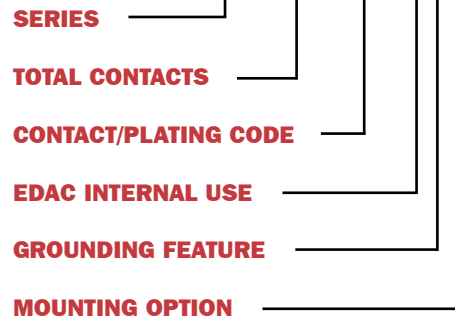 SERIES
TOTAL CONTACTS
CONTACT/PLATING CODE
EDAC INTERNAL USE
GROUNDING FEATURE
MOUNTING OPTION